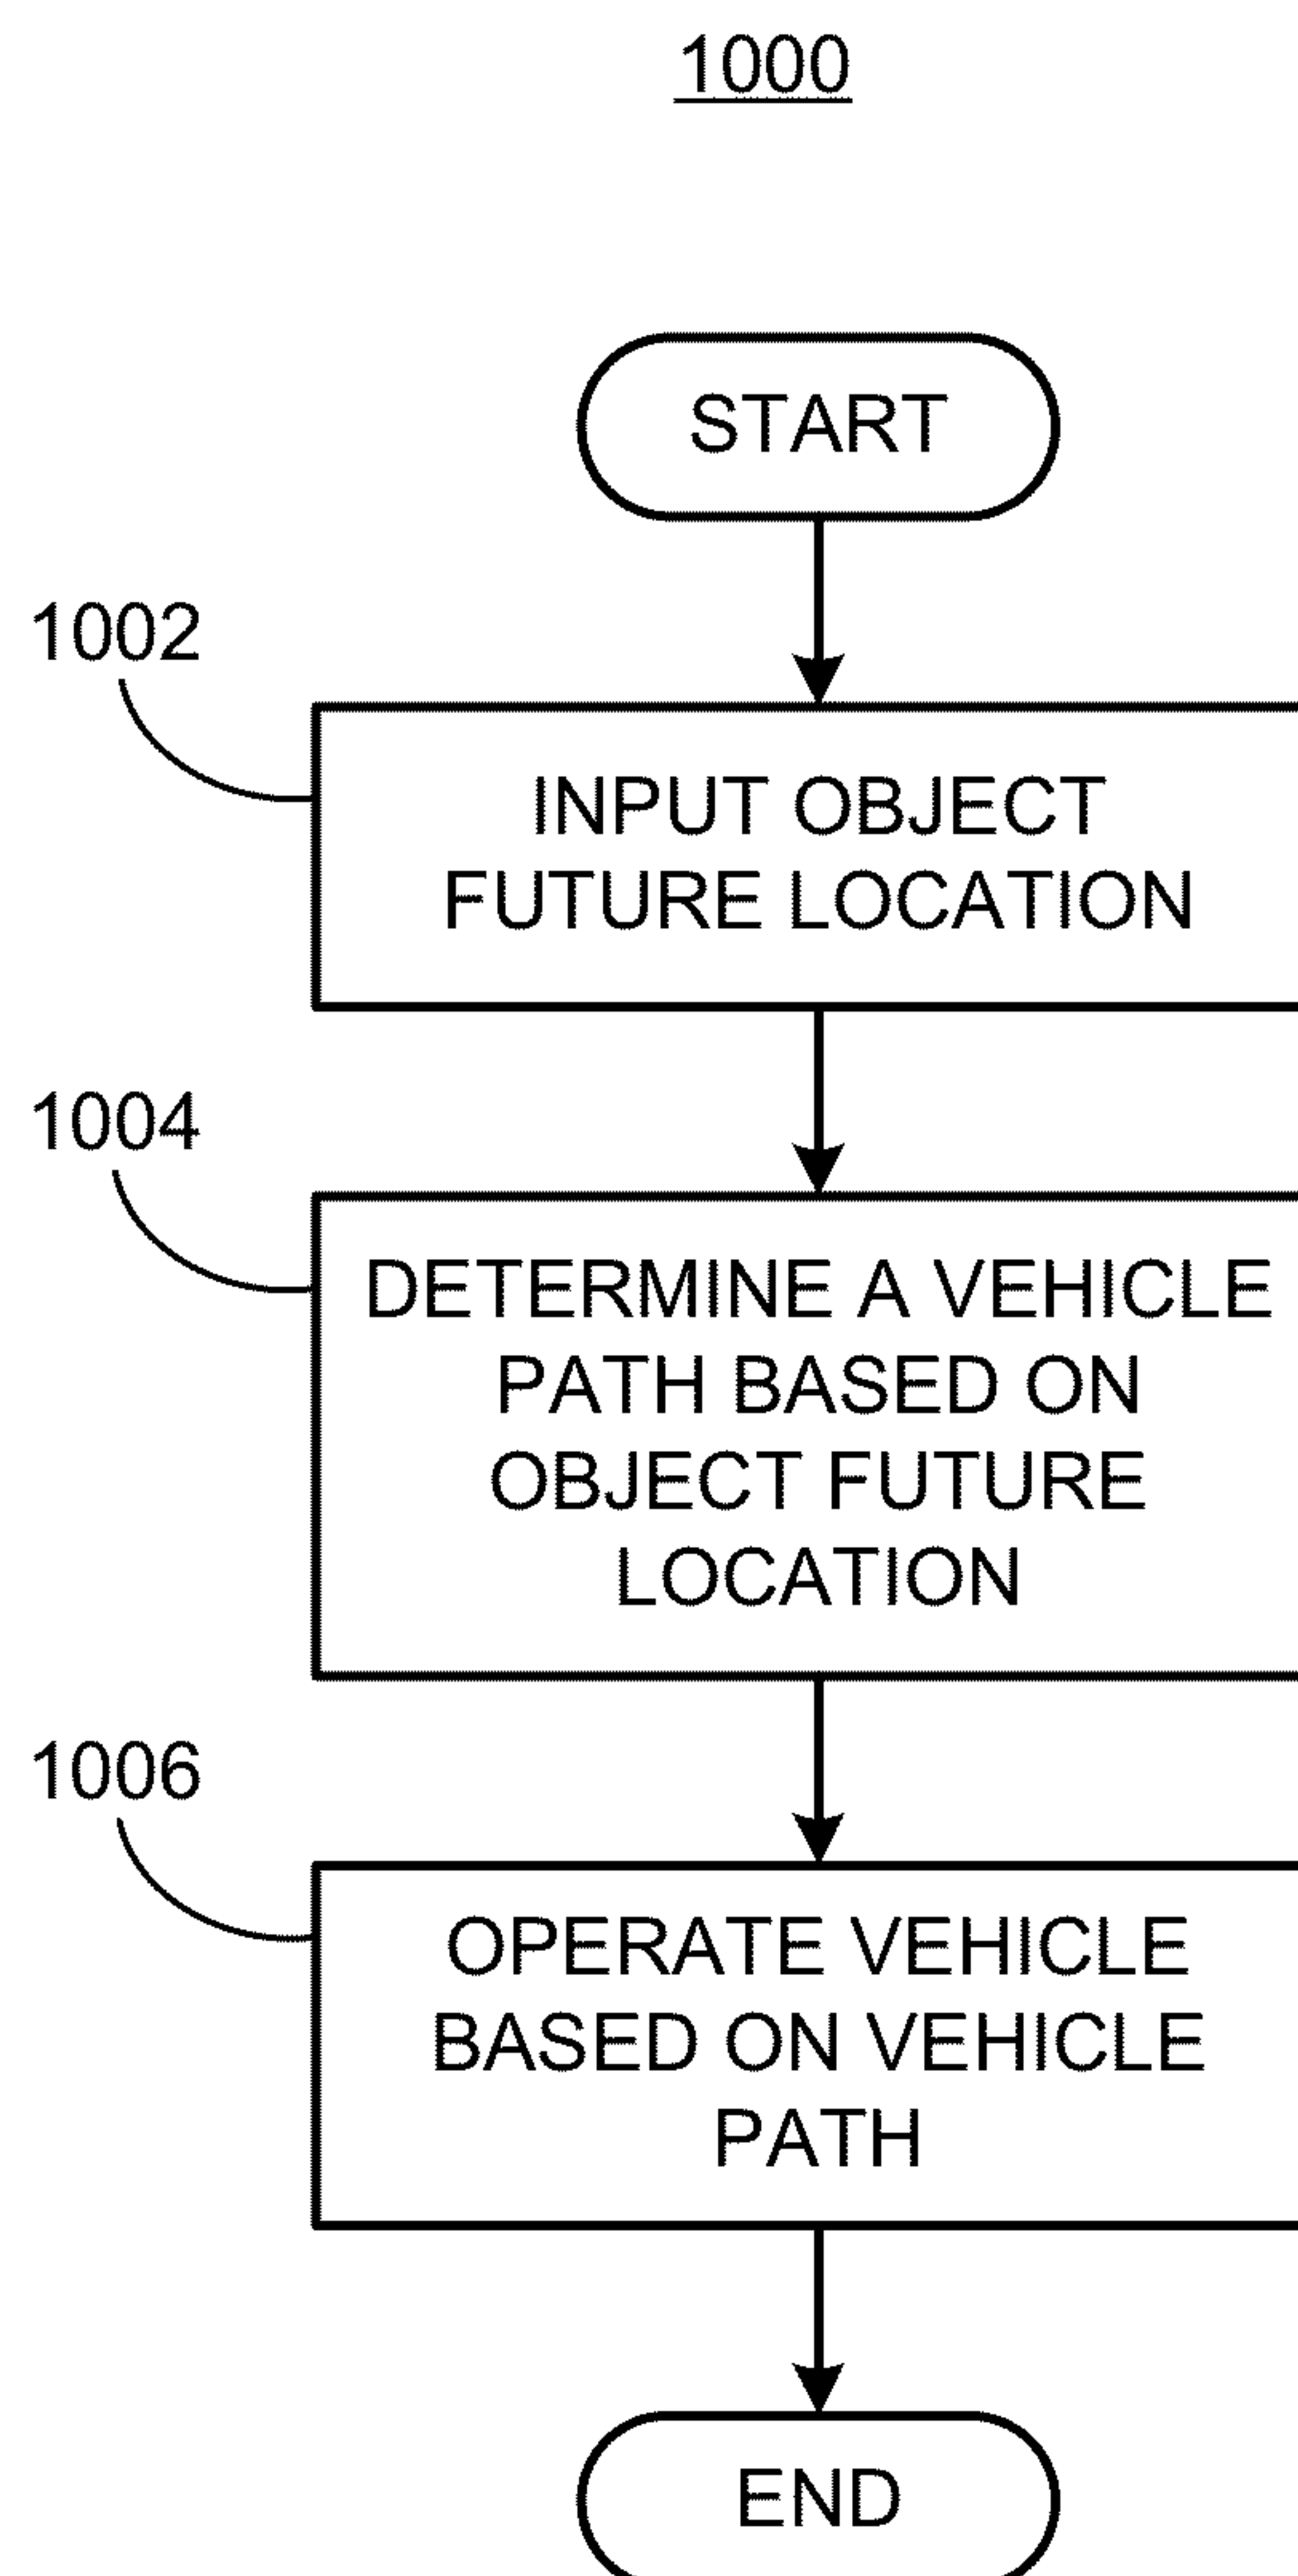 1000
START
1002
INPUT OBJECT
FUTURE LOCATION
1004
DETERMINE A VEHICLE
PATH BASED ON
OBJECT FUTURE
LOCATION
1006
OPERATE VEHICLE
BASED ON VEHICLE
PATH
END